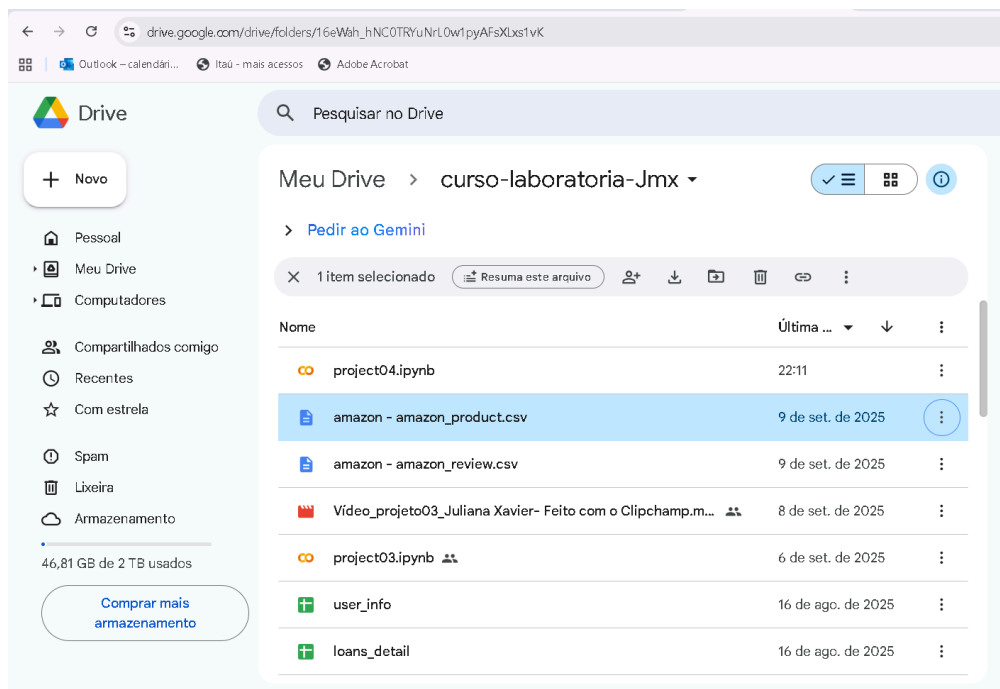 drive.google.com/drive/folders/16eWah_hNC0TRYuNrL0w1pyAFsXLxs1vK
Outlook – calendári...
Itaú - mais acessos
Adobe Acrobat
Drive
Pesquisar no Drive
Novo
Meu Drive
curso-laboratoria-Jmx
Pedir ao Gemini
1 item selecionado
Resuma este arquivo
Pessoal
Meu Drive
Computadores
Compartilhados comigo
Recentes
Com estrela
Spam
Lixeira
Armazenamento
46,81 GB de 2 TB usados
Comprar mais
armazenamento
Nome
Última ...
project04.ipynb
22:11
amazon - amazon_product.csv
9 de set. de 2025
amazon - amazon_review.csv
9 de set. de 2025
Vídeo_projeto03_Juliana Xavier- Feito com o Clipchamp.m...
8 de set. de 2025
project03.ipynb
6 de set. de 2025
user_info
16 de ago. de 2025
loans_detail
16 de ago. de 2025